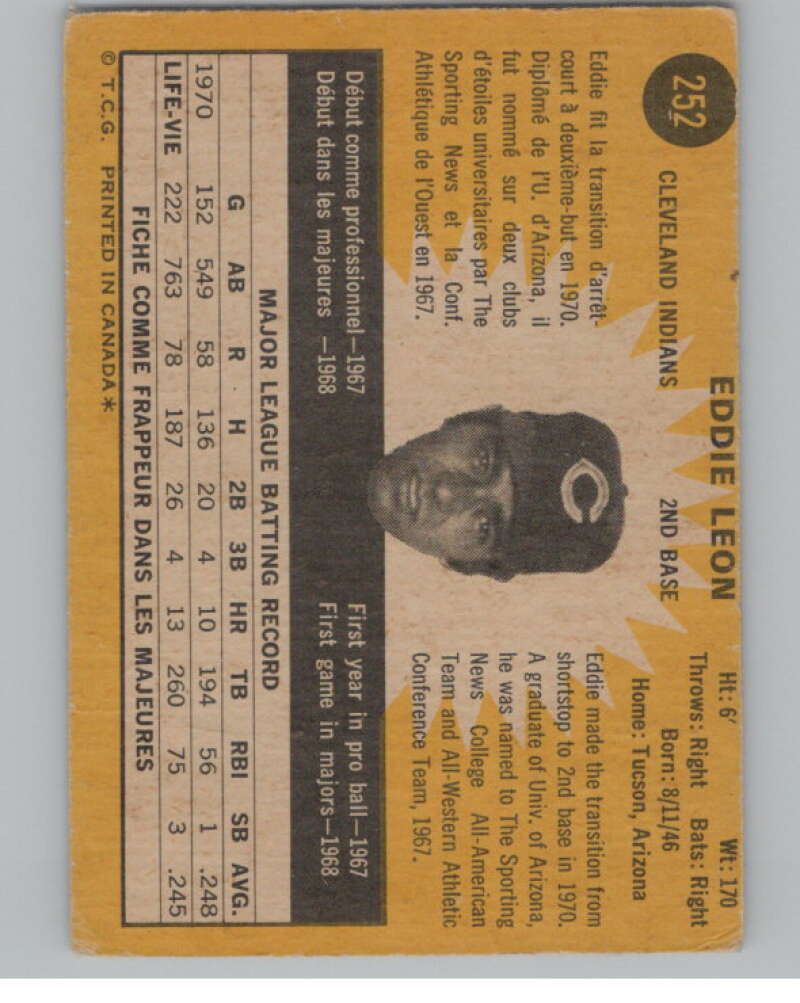 252
EDDIE LEON
CLEVELAND INDIANS 2ND BASE
Ht: 6' Wt: 170
Throws: Right Bats: Right
Born: 8/11/46
Home: Tucson, Arizona
Eddie fit la transition d'arrêt-
court à deuxième-but en 1970.
Diplômé de l'U. d'Arizona, il
fut nommé sur deux clubs
d'étoiles universitaires par The
Sporting News et la Conf.
Athlétique de l'Ouest en 1967.
C
Eddie made the transition from
shortstop to 2nd base in 1970.
A graduate of Univ. of Arizona,
he was named to The Sporting
News College All-American
Team and All-Western Athletic
Conference Team, 1967.
Début comme professionnel—1967
Début dans les majeures —1968
First year in pro ball—1967
First game in majors—1968
MAJOR LEAGUE BATTING RECORD
G AB R H 2B 3B HR TB RBI SB AVG.
1970 152 549 58 136 20 4 10 194 56 1 .248
LIFE-VIE 222 763 78 187 26 4 13 260 75 3 .245
FICHE COMME FRAPPEUR DANS LES MAJEURES
© T.C.G. PRINTED IN CANADA*